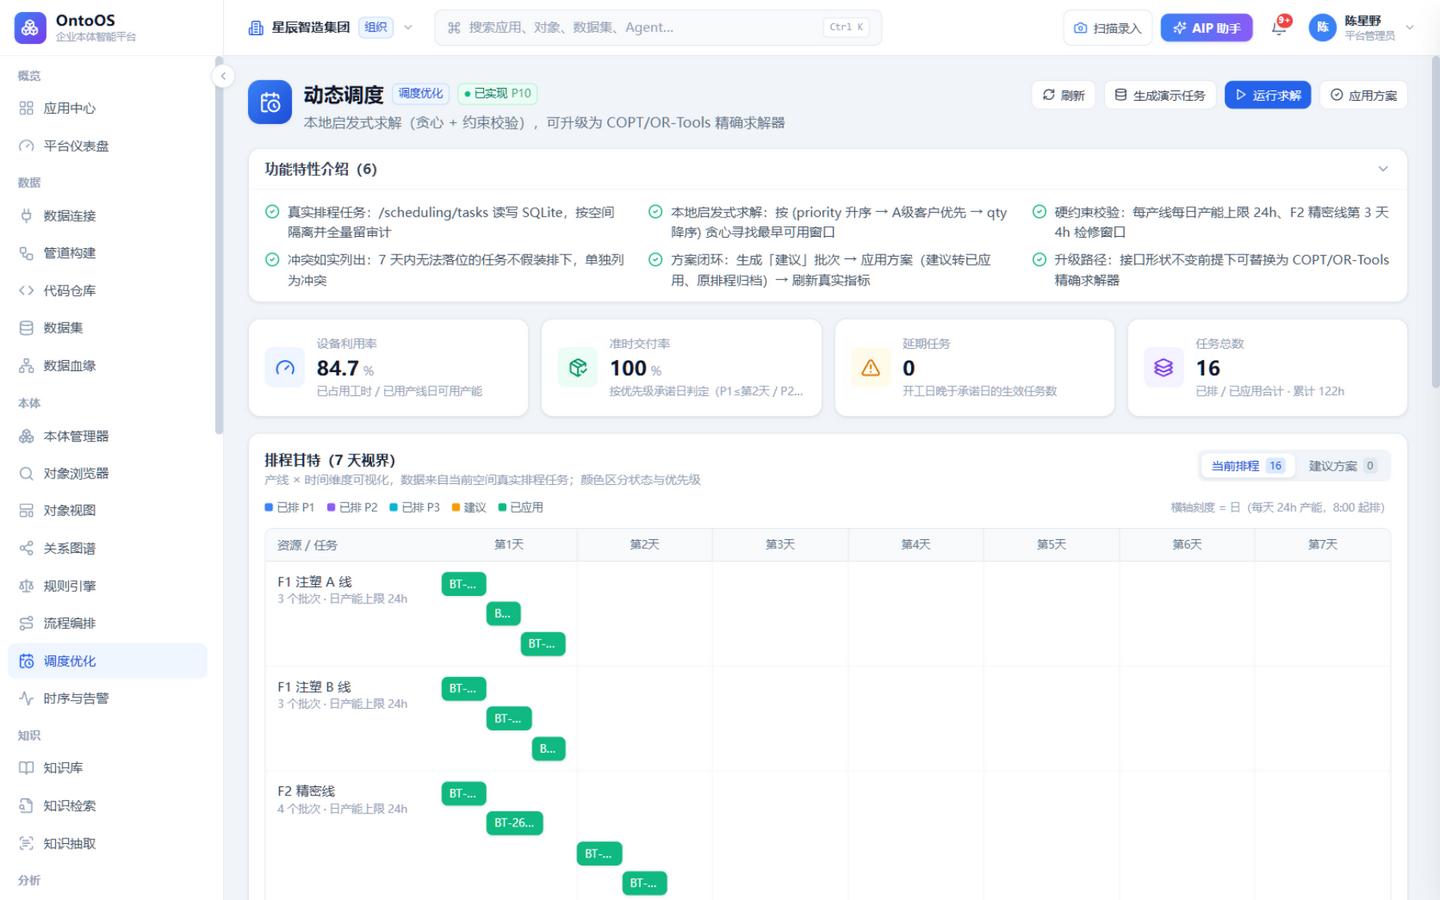 OntoOS
企业本体智能平台
星辰智造集团 组织
搜索应用、对象、数据集、Agent...
Ctrl K
扫描录入
AIP 助手
9+
陈
陈星野
平台管理员
概览
应用中心
平台仪表盘
数据
数据连接
管道构建
代码仓库
数据集
数据血缘
本体
本体管理器
对象浏览器
对象视图
关系图谱
规则引擎
流程编排
调度优化
时序与告警
知识
知识库
知识检索
知识抽取
分析
动态调度 调度优化 已实现 P10
本地启发式求解（贪心 + 约束校验），可升级为 COPT/OR-Tools 精确求解器
刷新
生成演示任务
运行求解
应用方案
功能特性介绍（6）
真实排程任务：/scheduling/tasks 读写 SQLite，按空间
隔离并全量留审计
本地启发式求解：按 (priority 升序 → A级客户优先 → qty
降序) 贪心寻找最早可用窗口
硬约束校验：每产线每日产能上限 24h、F2 精密线第 3 天
4h 检修窗口
冲突如实列出：7 天内无法落位的任务不假装排下，单独列
为冲突
方案闭环：生成「建议」批次 → 应用方案（建议转已应
用、原排程归档）→ 刷新真实指标
升级路径：接口形状不变前提下可替换为 COPT/OR-Tools
精确求解器
设备利用率
84.7 %
已占用工时 / 已用产线日可用产能
准时交付率
100 %
按优先级承诺日判定（P1≤第2天 / P2...
延期任务
0
开工日晚于承诺日的生效任务数
任务总数
16
已排 / 已应用合计 · 累计 122h
排程甘特（7 天视界）
产线 × 时间维度可视化，数据来自当前空间真实排程任务；颜色区分状态与优先级
当前排程 16
建议方案 0
已排 P1 已排 P2 已排 P3 建议 已应用
横轴刻度 = 日（每天 24h 产能，8:00 起排）
资源 / 任务 第1天 第2天 第3天 第4天 第5天 第6天 第7天
F1 注塑 A 线
3 个批次 · 日产能上限 24h
BT-...
B...
BT-...
F1 注塑 B 线
3 个批次 · 日产能上限 24h
BT-...
BT-...
B...
F2 精密线
4 个批次 · 日产能上限 24h
BT-...
BT-26...
BT-...
BT-...